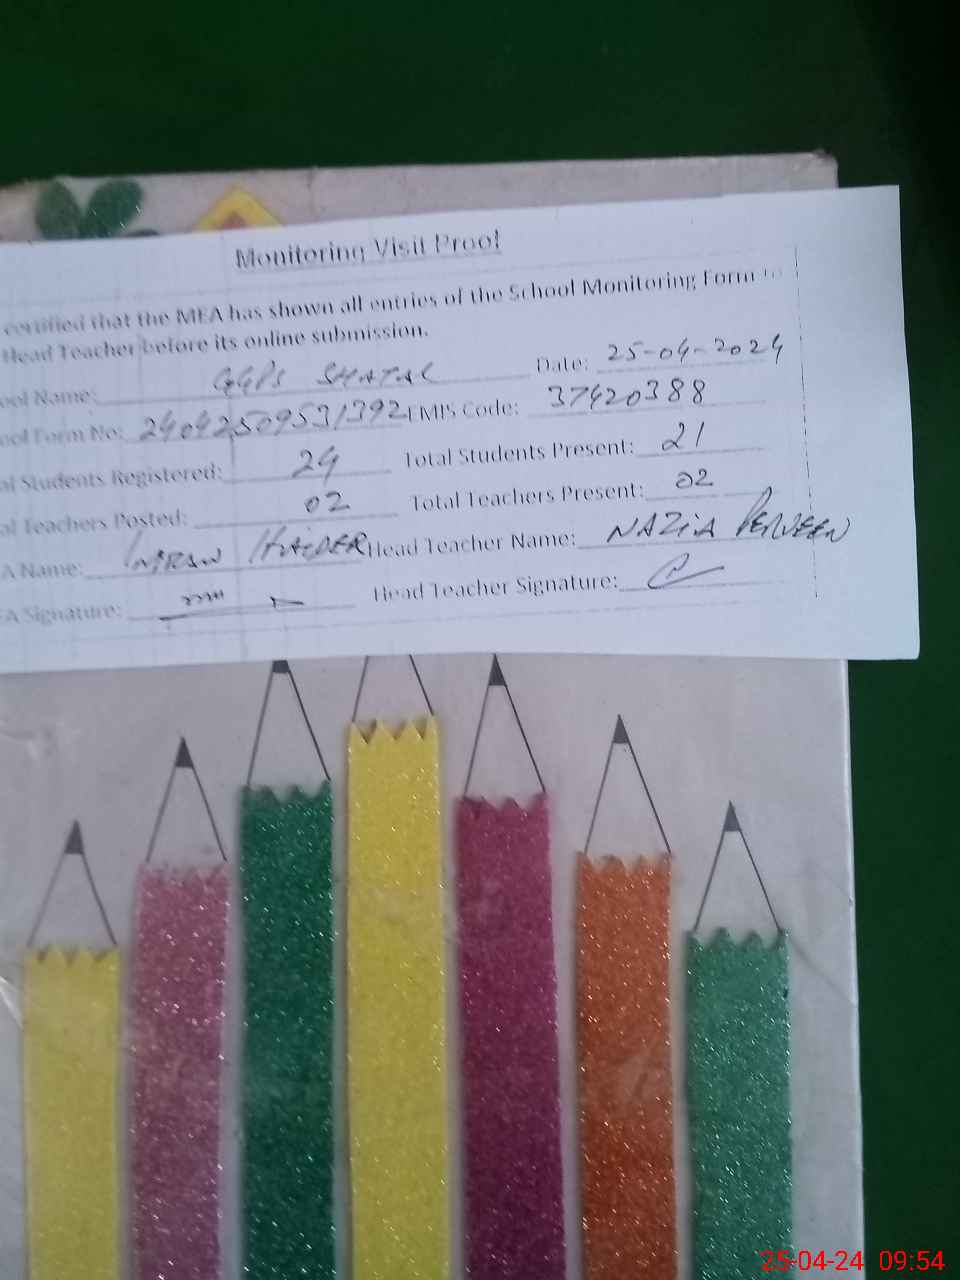 Monitoring Visit Proof
certified that the MEA has shown all entries of the School Monitoring Form to
Head Teacher before its online submission.
ool Name: GGPS Date: 25-04-2024
ool Form No: 24042509531392 EMIS Code: 37420388
al Students Registered: 24 Total Students Present: 21
al Teachers Posted: 02 Total Teachers Present: 02
A Name: IMRAN HAIDER Head Teacher Name: NAZIA PERVEEN
EA Signature: Head Teacher Signature:
25-04-24 09:54